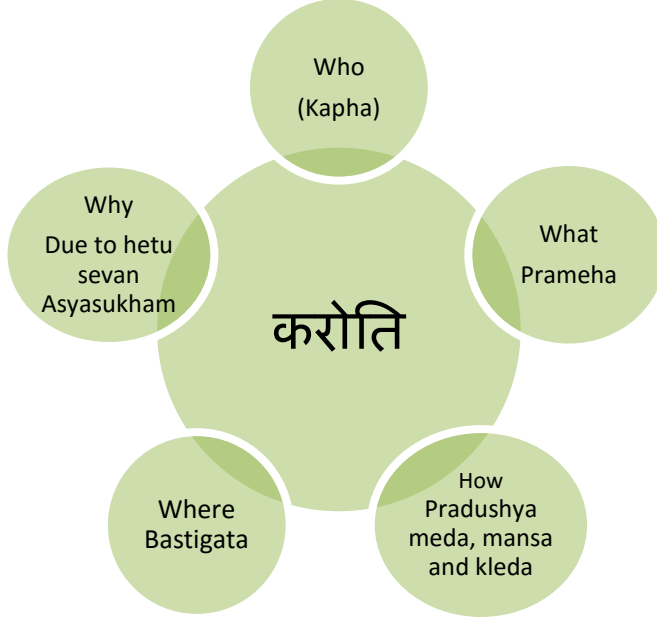 Who
(Kapha)
Why
Due to hetu
sevan
Asyasukham
What
Prameha
करोति
Where
Bastigata
How
Pradushya
meda, mansa
and kleda